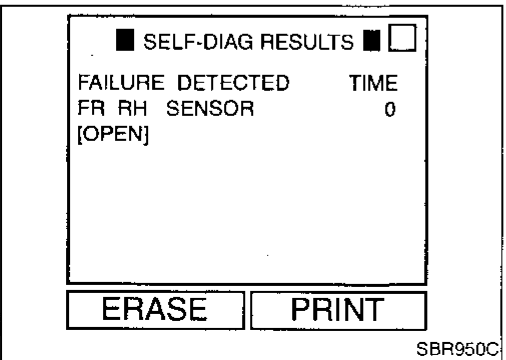 SELF-DIAG RESULTS
FAILURE DETECTED TIME
FR RH SENSOR 0
[OPEN]
ERASE PRINT
SBR950C